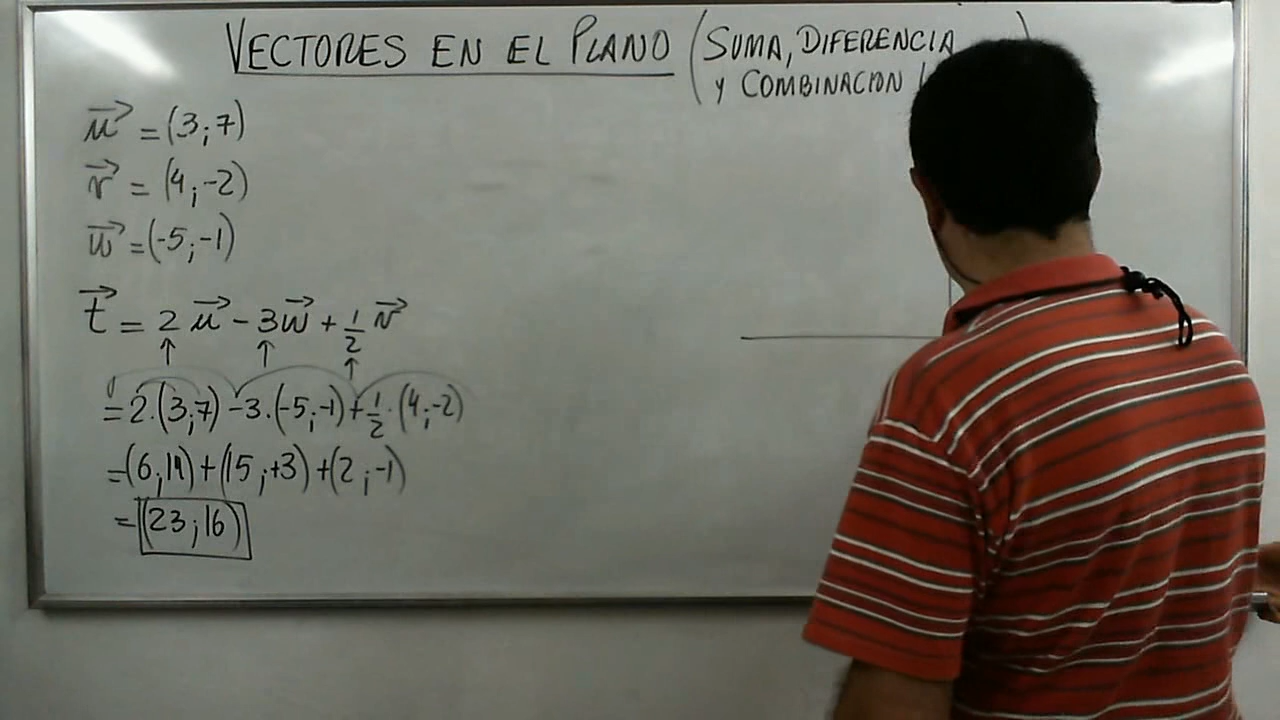 VECTORES EN EL PLANO (SUMA, DIFERENCIA
Y COMBINACION )
u⃗ = (3;7)
v⃗ = (4;-2)
w⃗ = (-5;-1)
t⃗ = 2u⃗ - 3w⃗ + 1/2 v⃗
= 2.(3;7) - 3.(-5;-1) + 1/2.(4;-2)
= (6;14) + (15;+3) + (2;-1)
= (23;16)